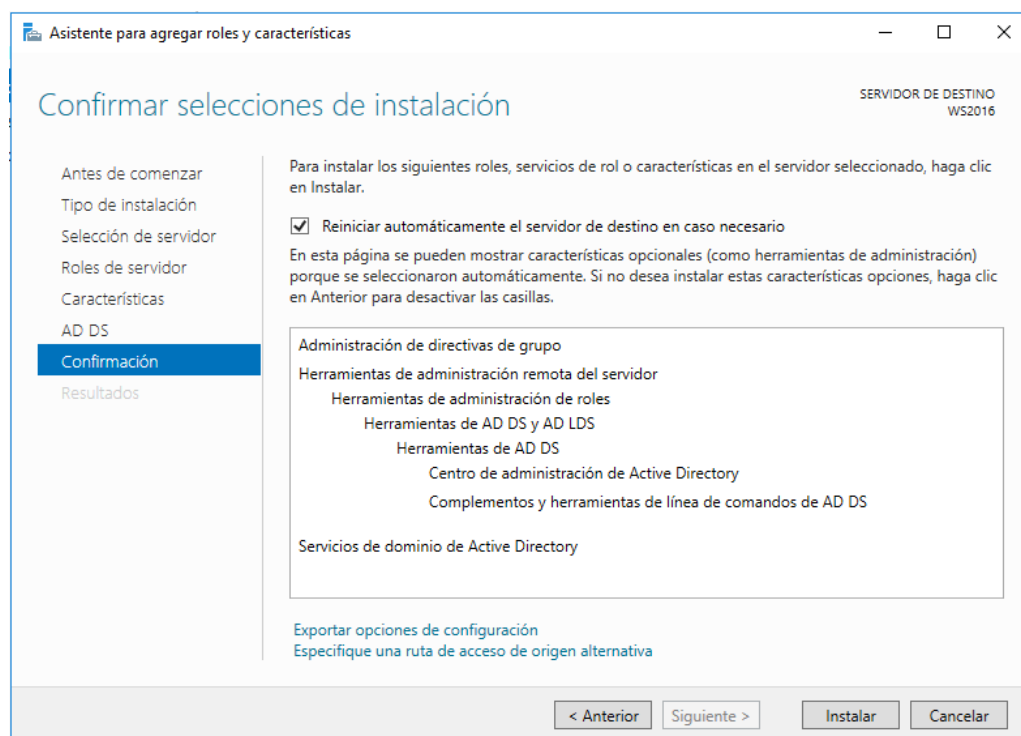 Asistente para agregar roles y características
Confirmar selecciones de instalación
SERVIDOR DE DESTINO
WS2016
Antes de comenzar
Tipo de instalación
Selección de servidor
Roles de servidor
Características
AD DS
Confirmación
Resultados
Para instalar los siguientes roles, servicios de rol o características en el servidor seleccionado, haga clic
en Instalar.
Reiniciar automáticamente el servidor de destino en caso necesario
En esta página se pueden mostrar características opcionales (como herramientas de administración)
porque se seleccionaron automáticamente. Si no desea instalar estas características opciones, haga clic
en Anterior para desactivar las casillas.
Administración de directivas de grupo
Herramientas de administración remota del servidor
Herramientas de administración de roles
Herramientas de AD DS y AD LDS
Herramientas de AD DS
Centro de administración de Active Directory
Complementos y herramientas de línea de comandos de AD DS
Servicios de dominio de Active Directory
Exportar opciones de configuración
Especifique una ruta de acceso de origen alternativa
< Anterior
Siguiente >
Instalar
Cancelar